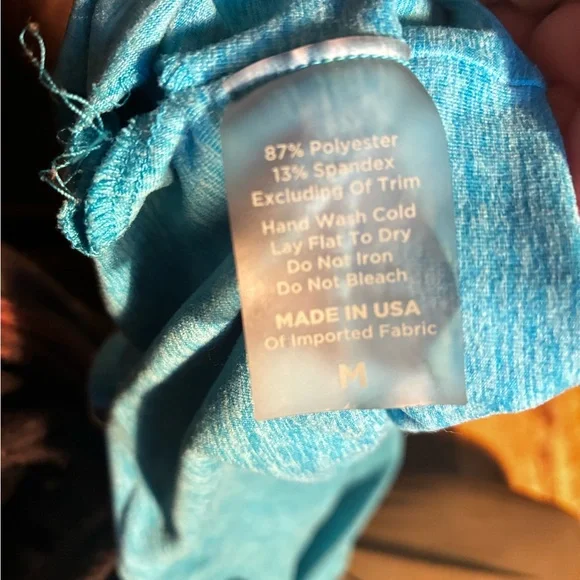 87% Polyester
13% Spandex
Excluding Of Trim
Hand Wash Cold
Lay Flat To Dry
Do Not Iron
Do Not Bleach
MADE IN USA
Of Imported Fabric
M